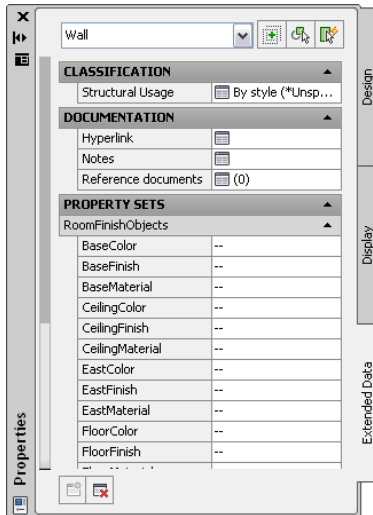 Wall
CLASSIFICATION
Structural Usage By style (*Unsp...
DOCUMENTATION
Hyperlink
Notes
Reference documents (0)
PROPERTY SETS
RoomFinishObjects
BaseColor --
BaseFinish --
BaseMaterial --
CeilingColor --
CeilingFinish --
CeilingMaterial --
EastColor --
EastFinish --
EastMaterial --
FloorColor --
FloorFinish --
Properties
Design
Display
Extended Data